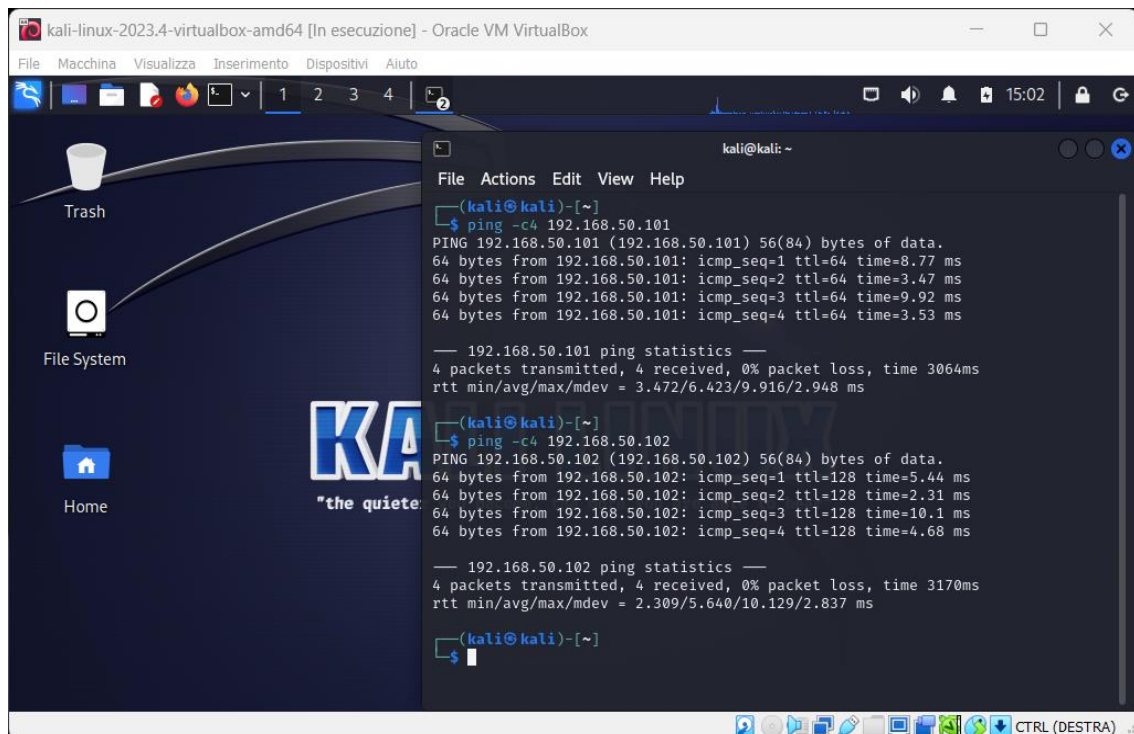 kali-linux-2023.4-virtualbox-amd64 [In esecuzione] - Oracle VM VirtualBox
File Macchina Visualizza Inserimento Dispositivi Aiuto
1 2 3 4 2 15:02
kali@kali: ~
File Actions Edit View Help
Trash
File System
Home
"the quiete
┌──(kali㉿kali)-[~]
└─$ ping -c4 192.168.50.101
PING 192.168.50.101 (192.168.50.101) 56(84) bytes of data.
64 bytes from 192.168.50.101: icmp_seq=1 ttl=64 time=8.77 ms
64 bytes from 192.168.50.101: icmp_seq=2 ttl=64 time=3.47 ms
64 bytes from 192.168.50.101: icmp_seq=3 ttl=64 time=9.92 ms
64 bytes from 192.168.50.101: icmp_seq=4 ttl=64 time=3.53 ms
— 192.168.50.101 ping statistics —
4 packets transmitted, 4 received, 0% packet loss, time 3064ms
rtt min/avg/max/mdev = 3.472/6.423/9.916/2.948 ms
┌──(kali㉿kali)-[~]
└─$ ping -c4 192.168.50.102
PING 192.168.50.102 (192.168.50.102) 56(84) bytes of data.
64 bytes from 192.168.50.102: icmp_seq=1 ttl=128 time=5.44 ms
64 bytes from 192.168.50.102: icmp_seq=2 ttl=128 time=2.31 ms
64 bytes from 192.168.50.102: icmp_seq=3 ttl=128 time=10.1 ms
64 bytes from 192.168.50.102: icmp_seq=4 ttl=128 time=4.68 ms
— 192.168.50.102 ping statistics —
4 packets transmitted, 4 received, 0% packet loss, time 3170ms
rtt min/avg/max/mdev = 2.309/5.640/10.129/2.837 ms
┌──(kali㉿kali)-[~]
└─$
CTRL (DESTRA)